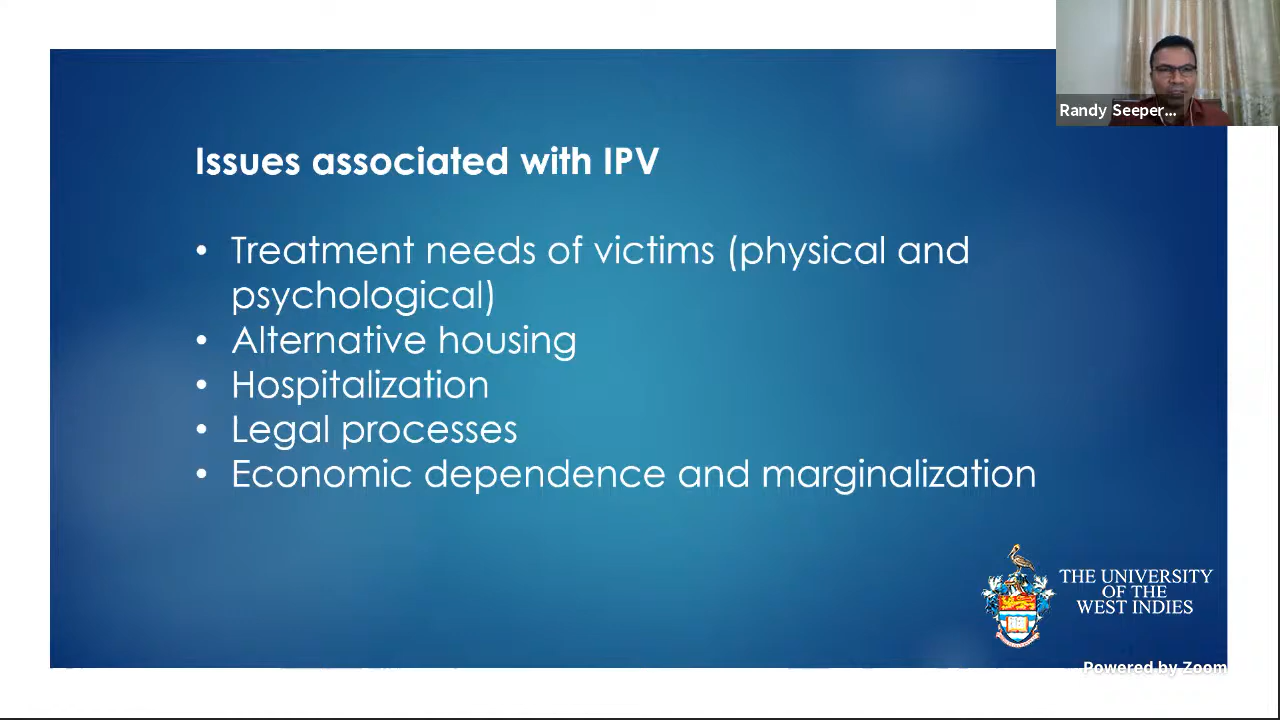 Randy Seeper...
Issues associated with IPV
• Treatment needs of victims (physical and
psychological)
• Alternative housing
• Hospitalization
• Legal processes
• Economic dependence and marginalization
THE UNIVERSITY
OF THE
WEST INDIES
Powered by Zoom